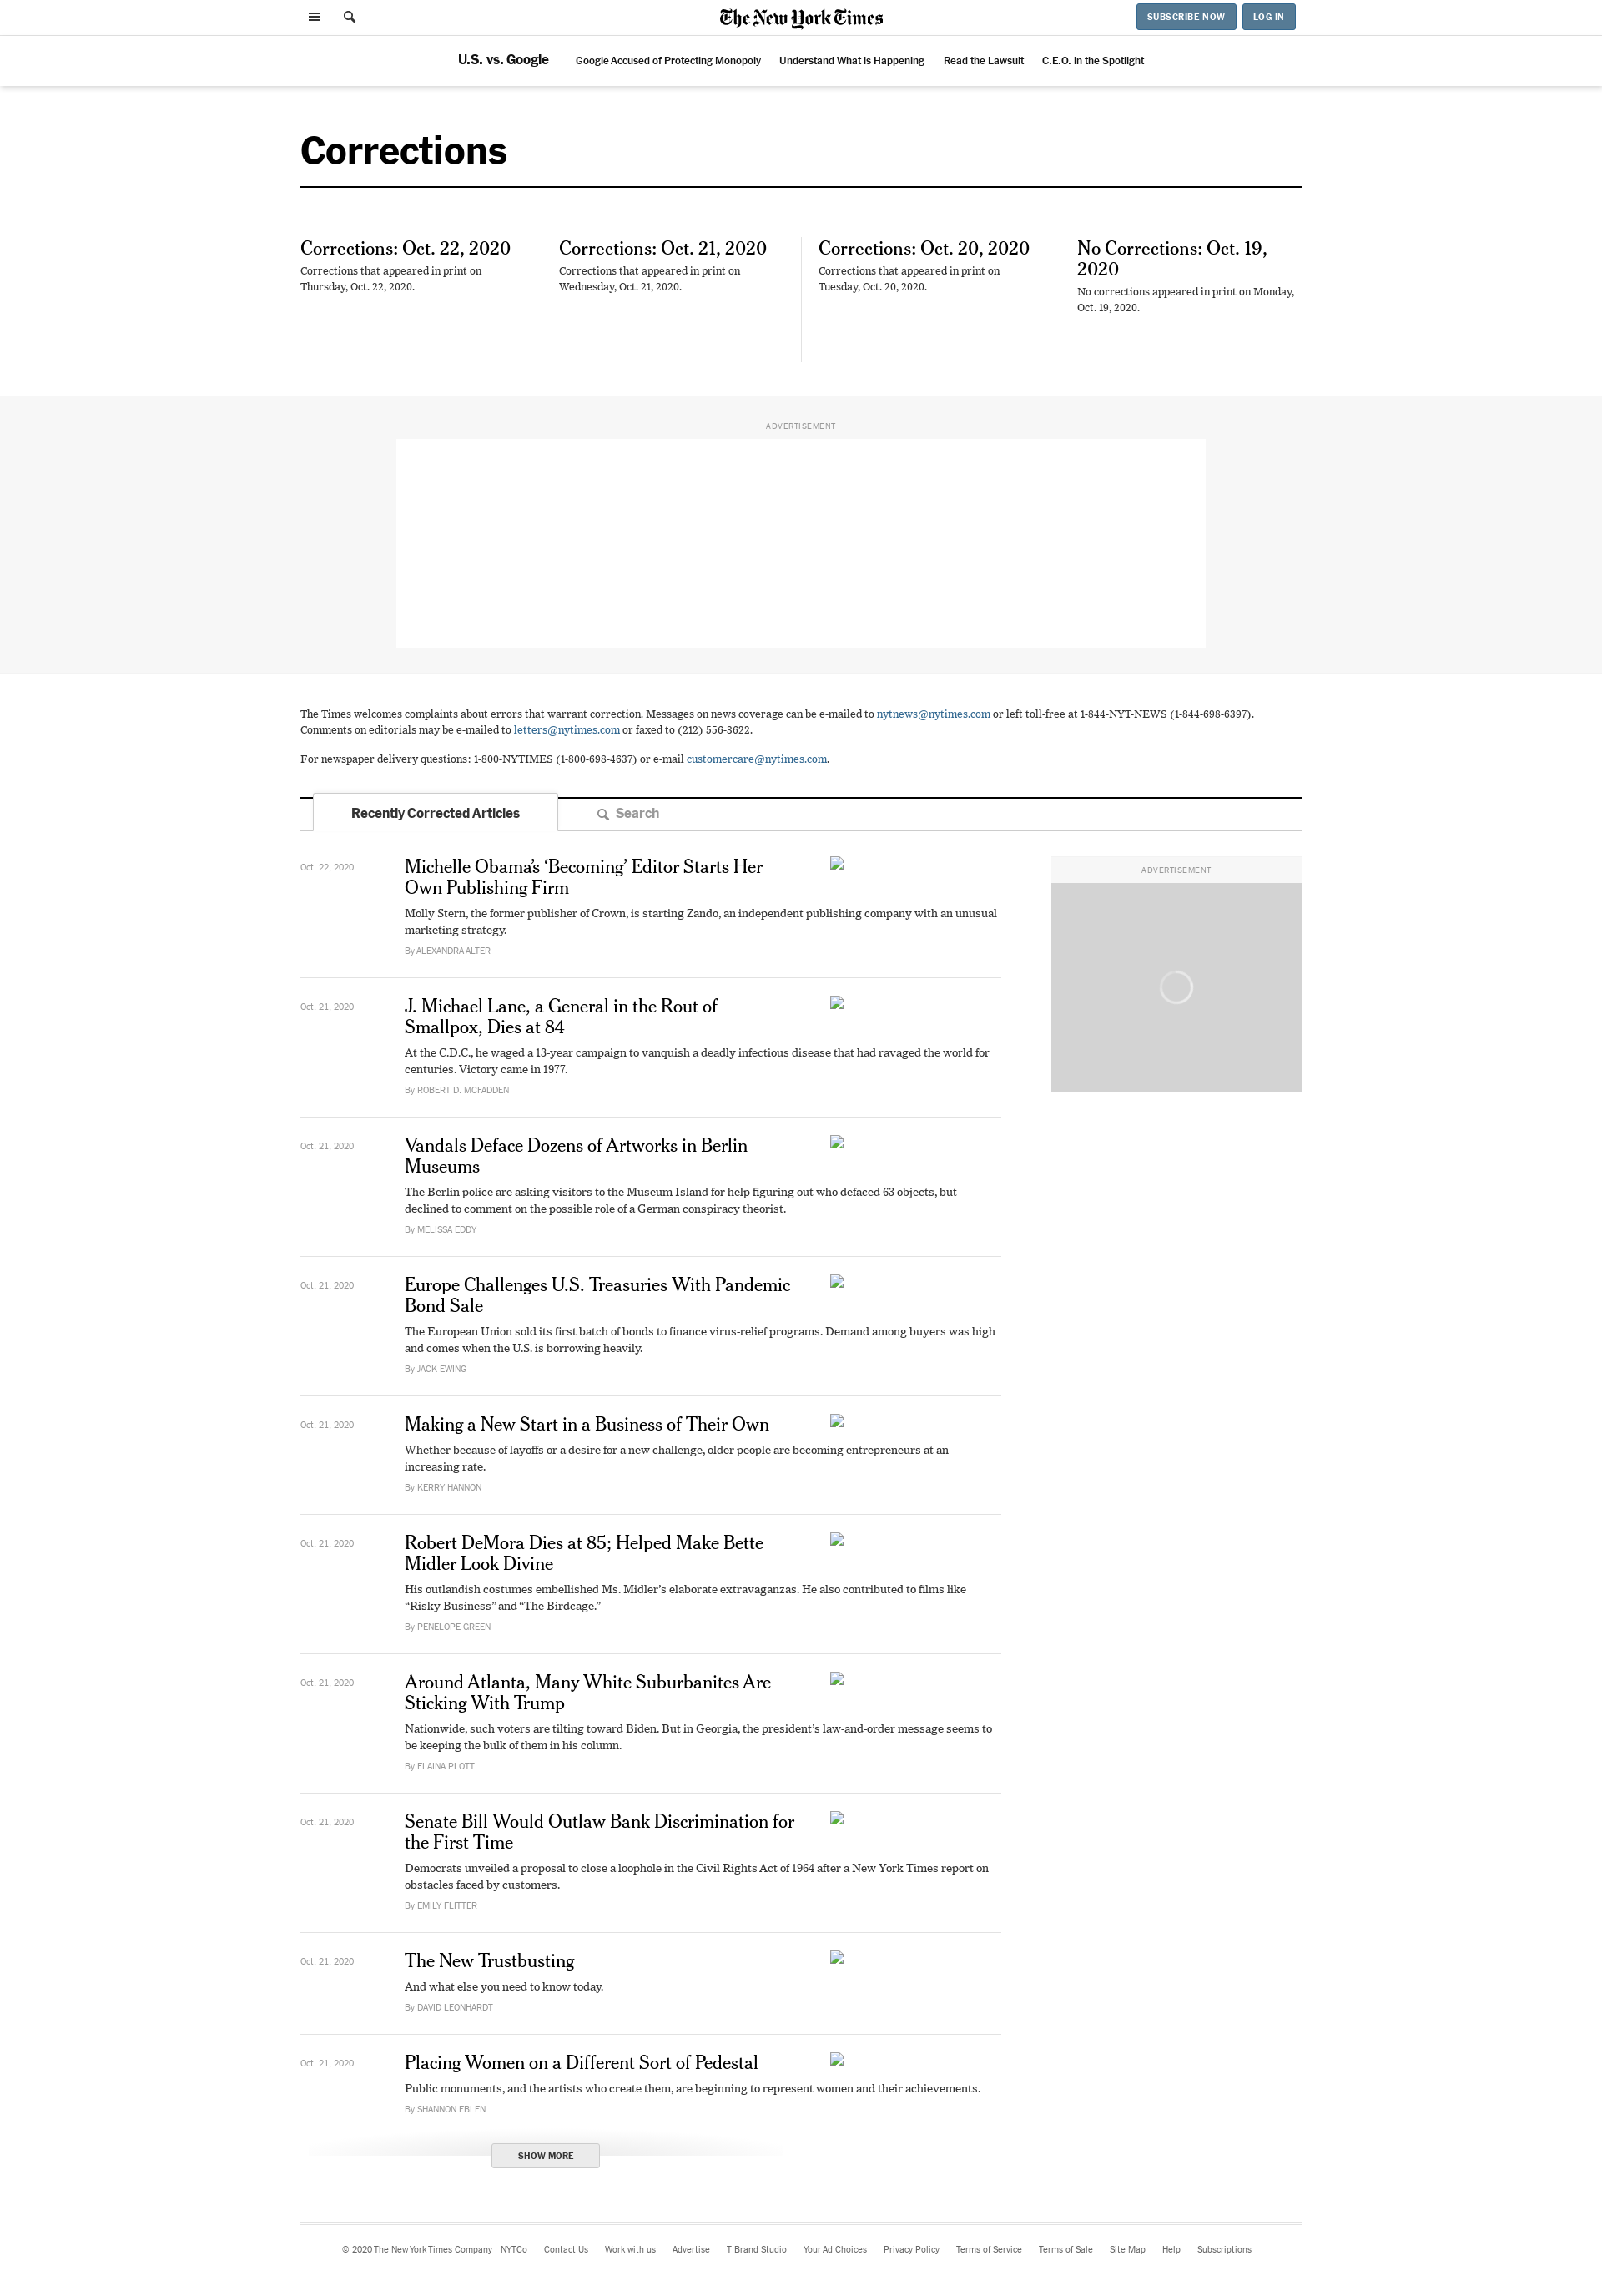 The New York Times
SUBSCRIBE NOW
LOG IN
U.S. vs. Google
Google Accused of Protecting Monopoly
Understand What is Happening
Read the Lawsuit
C.E.O. in the Spotlight
Corrections
Corrections: Oct. 22, 2020
Corrections that appeared in print on
Thursday, Oct. 22, 2020.
Corrections: Oct. 21, 2020
Corrections that appeared in print on
Wednesday, Oct. 21, 2020.
Corrections: Oct. 20, 2020
Corrections that appeared in print on
Tuesday, Oct. 20, 2020.
No Corrections: Oct. 19,
2020
No corrections appeared in print on Monday,
Oct. 19, 2020.
ADVERTISEMENT
The Times welcomes complaints about errors that warrant correction. Messages on news coverage can be e-mailed to nytnews@nytimes.com or left toll-free at 1-844-NYT-NEWS (1-844-698-6397).
Comments on editorials may be e-mailed to letters@nytimes.com or faxed to (212) 556-3622.
For newspaper delivery questions: 1-800-NYTIMES (1-800-698-4637) or e-mail customercare@nytimes.com.
Recently Corrected Articles
Search
Oct. 22, 2020
Michelle Obama’s ‘Becoming’ Editor Starts Her
Own Publishing Firm
Molly Stern, the former publisher of Crown, is starting Zando, an independent publishing company with an unusual
marketing strategy.
By ALEXANDRA ALTER
ADVERTISEMENT
Oct. 21, 2020
J. Michael Lane, a General in the Rout of
Smallpox, Dies at 84
At the C.D.C., he waged a 13-year campaign to vanquish a deadly infectious disease that had ravaged the world for
centuries. Victory came in 1977.
By ROBERT D. MCFADDEN
Oct. 21, 2020
Vandals Deface Dozens of Artworks in Berlin
Museums
The Berlin police are asking visitors to the Museum Island for help figuring out who defaced 63 objects, but
declined to comment on the possible role of a German conspiracy theorist.
By MELISSA EDDY
Oct. 21, 2020
Europe Challenges U.S. Treasuries With Pandemic
Bond Sale
The European Union sold its first batch of bonds to finance virus-relief programs. Demand among buyers was high
and comes when the U.S. is borrowing heavily.
By JACK EWING
Oct. 21, 2020
Making a New Start in a Business of Their Own
Whether because of layoffs or a desire for a new challenge, older people are becoming entrepreneurs at an
increasing rate.
By KERRY HANNON
Oct. 21, 2020
Robert DeMora Dies at 85; Helped Make Bette
Midler Look Divine
His outlandish costumes embellished Ms. Midler’s elaborate extravaganzas. He also contributed to films like
“Risky Business” and “The Birdcage.”
By PENELOPE GREEN
Oct. 21, 2020
Around Atlanta, Many White Suburbanites Are
Sticking With Trump
Nationwide, such voters are tilting toward Biden. But in Georgia, the president’s law-and-order message seems to
be keeping the bulk of them in his column.
By ELAINA PLOTT
Oct. 21, 2020
Senate Bill Would Outlaw Bank Discrimination for
the First Time
Democrats unveiled a proposal to close a loophole in the Civil Rights Act of 1964 after a New York Times report on
obstacles faced by customers.
By EMILY FLITTER
Oct. 21, 2020
The New Trustbusting
And what else you need to know today.
By DAVID LEONHARDT
Oct. 21, 2020
Placing Women on a Different Sort of Pedestal
Public monuments, and the artists who create them, are beginning to represent women and their achievements.
By SHANNON EBLEN
SHOW MORE
© 2020 The New York Times Company NYTCo Contact Us Work with us Advertise T Brand Studio Your Ad Choices Privacy Policy Terms of Service Terms of Sale Site Map Help Subscriptions